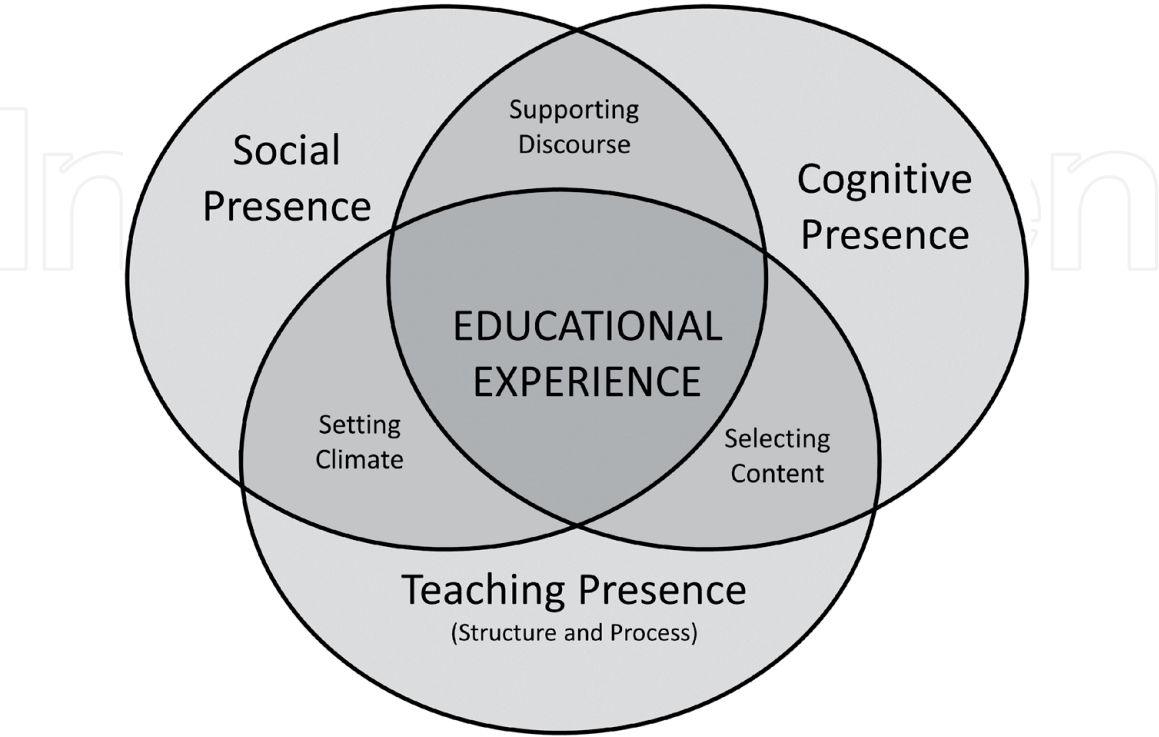 Supporting
Discourse
Social
Presence
Cognitive
Presence
EDUCATIONAL
EXPERIENCE
Setting
Climate
Selecting
Content
Teaching Presence
(Structure and Process)